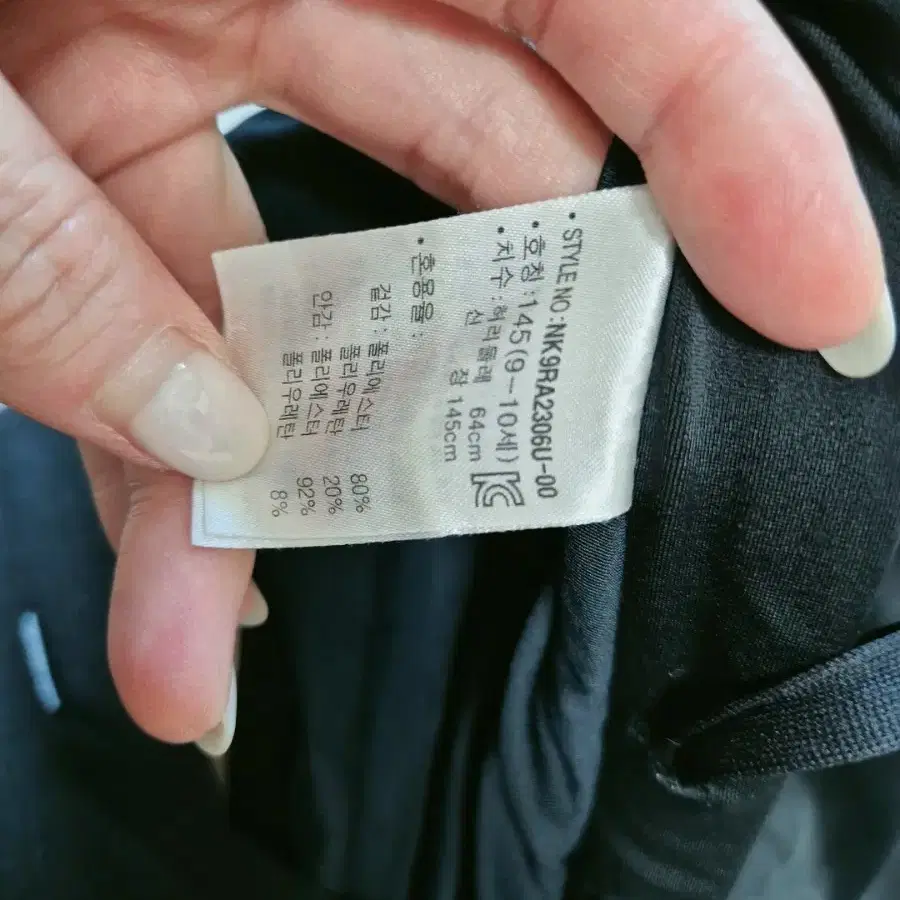 • STYLE NO : NK9RA2306U-00
• 호칭 : 145 (9-10세)
• 치수 : 허리둘레 64cm
신 장 145cm
• 혼용율 :
겉감 : 폴리에스터 80%
폴리우레탄 20%
안감 : 폴리에스터 92%
폴리우레탄 8%